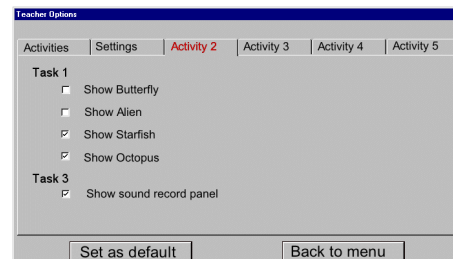 Teacher Options
Activities Settings Activity 2 Activity 3 Activity 4 Activity 5
Task 1
Show Butterfly
Show Alien
Show Starfish
Show Octopus
Task 3
Show sound record panel
Set as default Back to menu